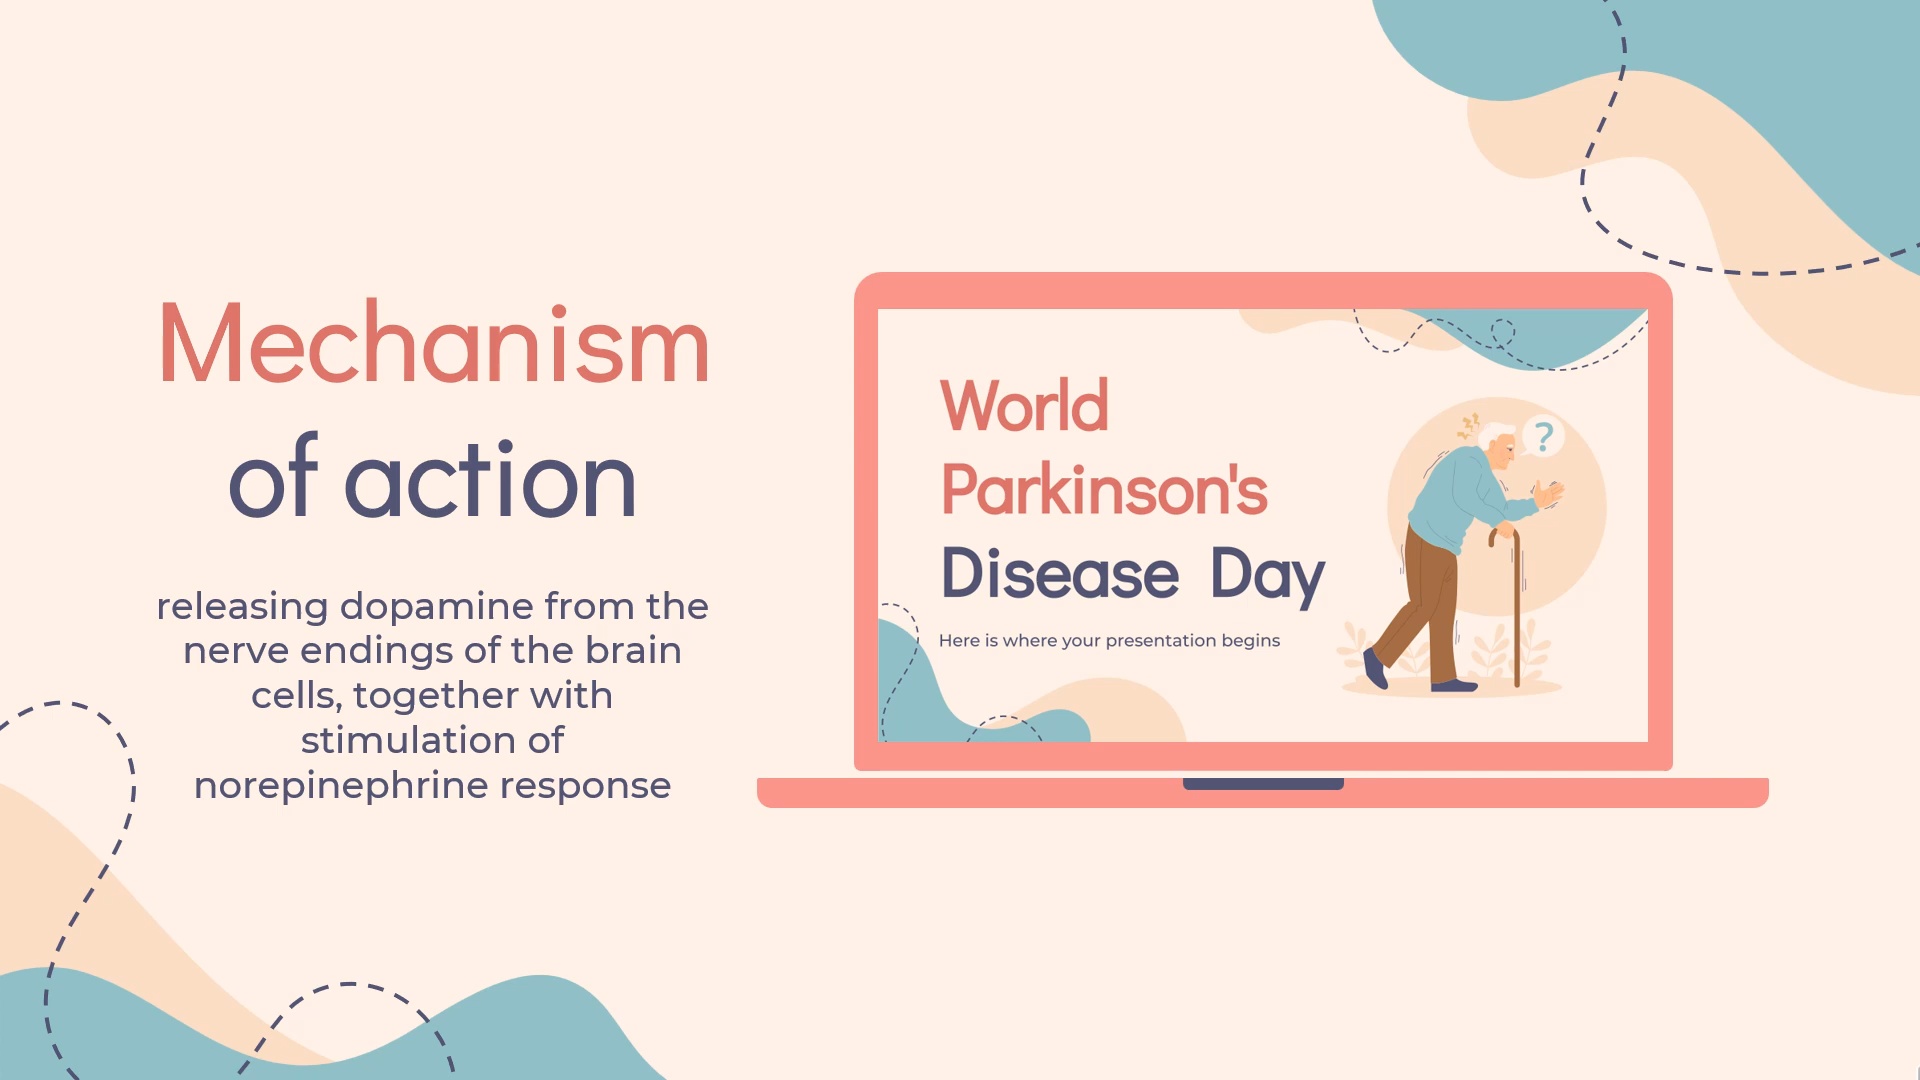 Mechanism
of action
releasing dopamine from the
nerve endings of the brain
cells, together with
stimulation of
norepinephrine response
World
Parkinson's
Disease Day
Here is where your presentation begins
?